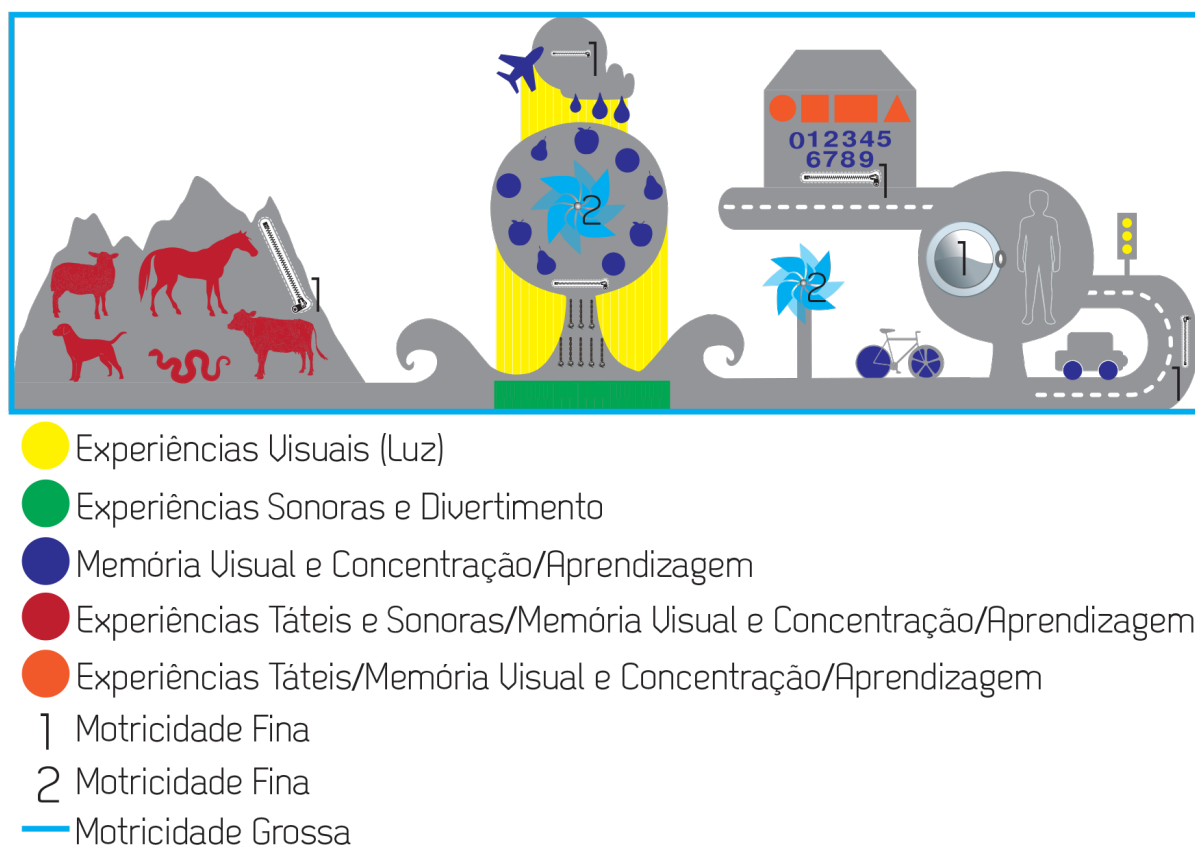 1
012345
6789
1
2
1
1
2
1
Experiências Visuais (Luz)
Experiências Sonoras e Divertimento
Memória Visual e Concentração/Aprendizagem
Experiências Táteis e Sonoras/Memória Visual e Concentração/Aprendizagem
Experiências Táteis/Memória Visual e Concentração/Aprendizagem
1 Motricidade Fina
2 Motricidade Fina
Motricidade Grossa